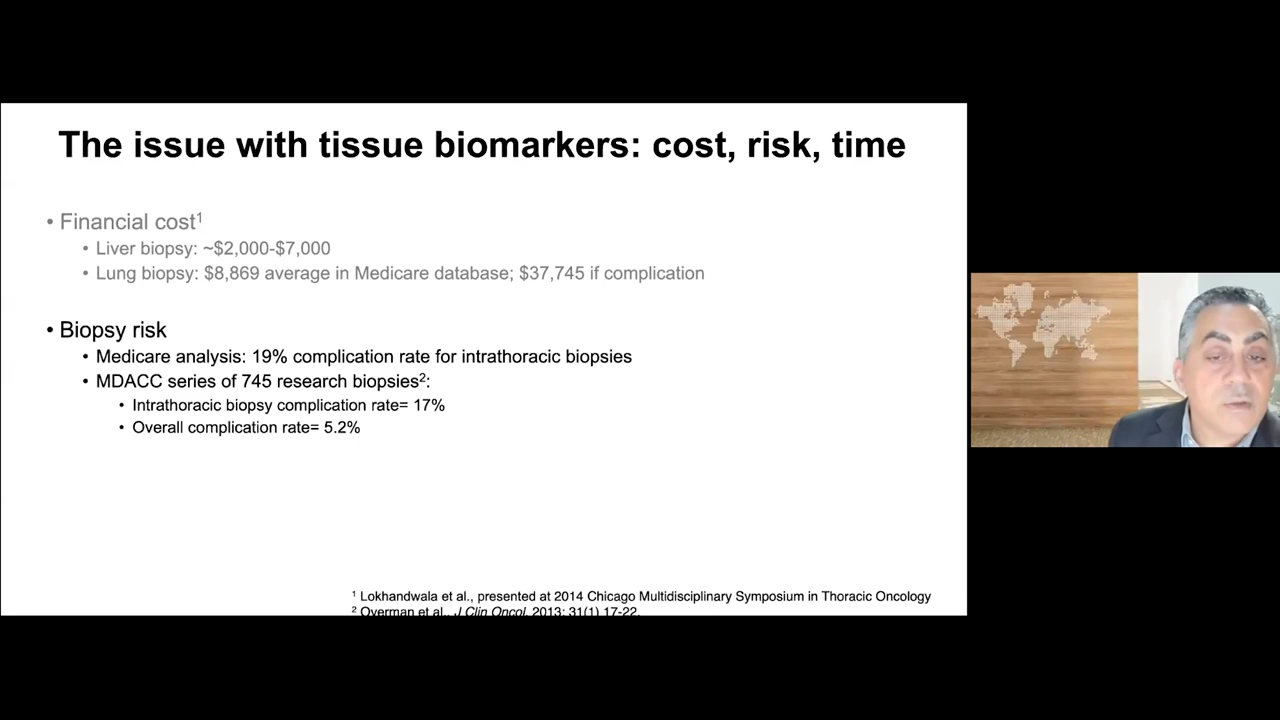 The issue with tissue biomarkers: cost, risk, time
• Financial cost¹
• Liver biopsy: ~$2,000-$7,000
• Lung biopsy: $8,869 average in Medicare database; $37,745 if complication
• Biopsy risk
• Medicare analysis: 19% complication rate for intrathoracic biopsies
• MDACC series of 745 research biopsies²:
• Intrathoracic biopsy complication rate= 17%
• Overall complication rate= 5.2%
¹ Lokhandwala et al., presented at 2014 Chicago Multidisciplinary Symposium in Thoracic Oncology
² Overman et al., J Clin Oncol. 2013; 31(1) 17-22.